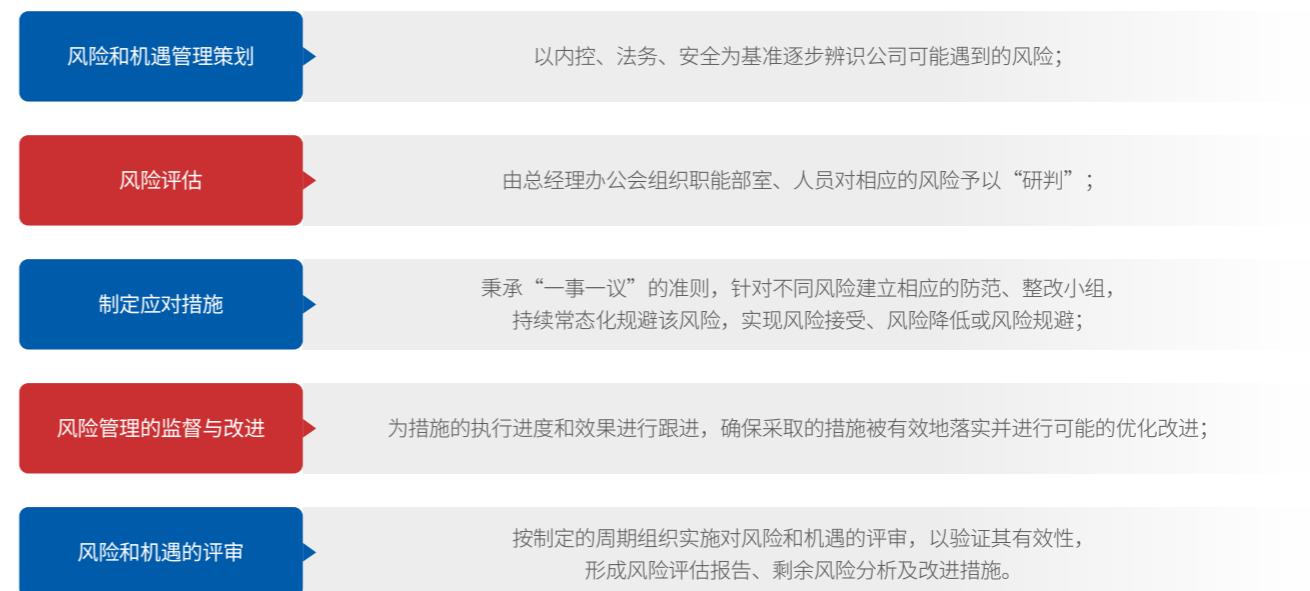 风险和机遇管理策划
以内控、法务、安全为基准逐步辨识公司可能遇到的风险；
风险评估
由总经理办公会组织职能部室、人员对相应的风险予以“研判”；
制定应对措施
秉承“一事一议”的准则，针对不同风险建立相应的防范、整改小组，
持续常态化规避该风险，实现风险接受、风险降低或风险规避；
风险管理的监督与改进
为措施的执行进度和效果进行跟进，确保采取的措施被有效地落实并进行可能的优化改进；
风险和机遇的评审
按制定的周期组织实施对风险和机遇的评审，以验证其有效性，
形成风险评估报告、剩余风险分析及改进措施。